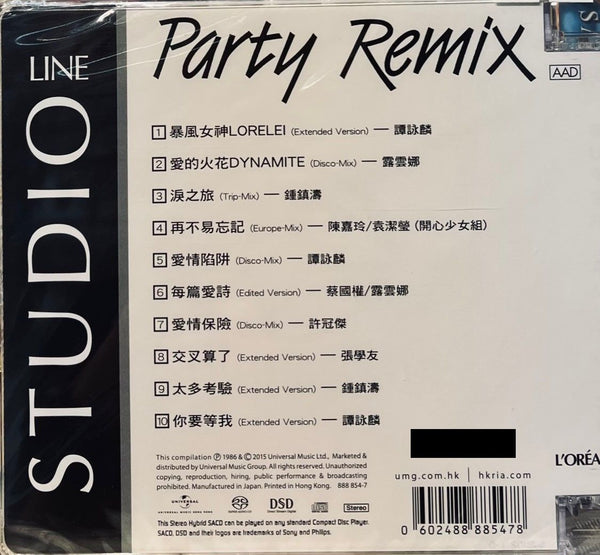 Party Remix
STUDIO LINE
AAD
1 暴風女神LORELEI (Extended Version) — 譚詠麟
2 愛的火花DYNAMITE (Disco-Mix) — 露雲娜
3 淚之旅 (Trip-Mix) — 鍾鎮濤
4 再不易忘記 (Europe-Mix) — 陳嘉玲/袁潔瑩 (開心少女組)
5 愛情陷阱 (Disco-Mix) — 譚詠麟
6 每篇愛詩 (Edited Version) — 蔡國權/露雲娜
7 愛情保險 (Disco-Mix) — 許冠傑
8 交叉算了 (Extended Version) — 張學友
9 太多考驗 (Extended Version) — 鍾鎮濤
10 你要等我 (Extended Version) — 譚詠麟
This compilation Ⓟ 1986 & © 2015 Universal Music Ltd., Marketed &
distributed by Universal Music Group. All rights reserved. Unauthorized
copying, reproduction, hiring, public performance & broadcasting
prohibited. Manufactured in Japan. Printed in Hong Kong. 888 854-7
umg.com.hk | hkria.com
L'ORÉA
UNIVERSAL
DSD
Stereo
This Stereo Hybrid SACD can be played on any standard Compact Disc Player.
SACD, DSD and their logos are trademarks of Sony and Philips.
0 602488 885478